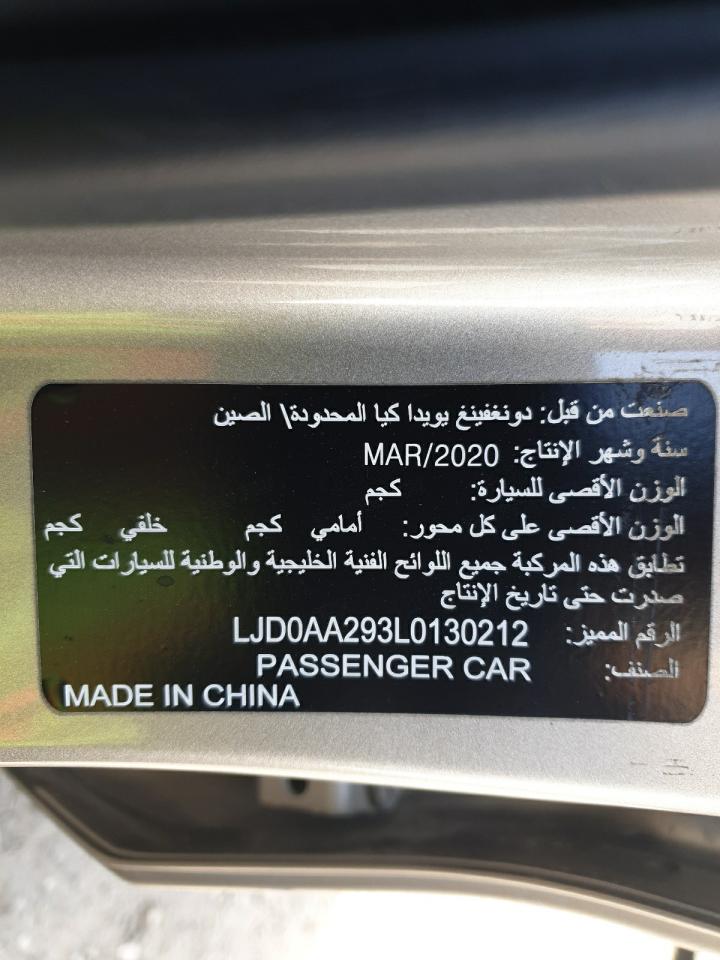 صنعت من قبل: دونغفينغ يويدا كيا المحدودة\ الصين
سنة وشهر الإنتاج: MAR/2020
الوزن الأقصى للسيارة: كجم
الوزن الأقصى على كل محور: أمامي كجم خلفي كجم
تطابق هذه المركبة جميع اللوائح الفنية الخليجية والوطنية للسيارات التي
صدرت حتى تاريخ الإنتاج
الرقم المميز: LJD0AA293L0130212
الصنف: PASSENGER CAR
MADE IN CHINA